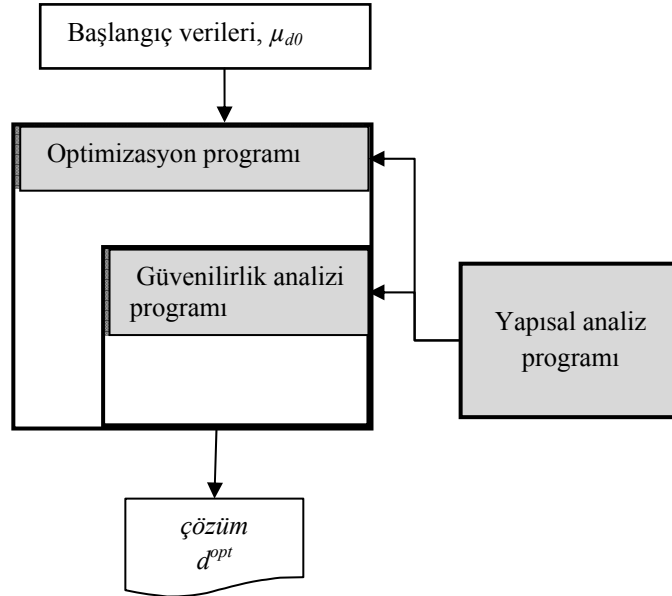 Başlangıç verileri, μd0
Optimizasyon programı
Güvenilirlik analizi
programı
Yapısal analiz
programı
çözüm
dopt